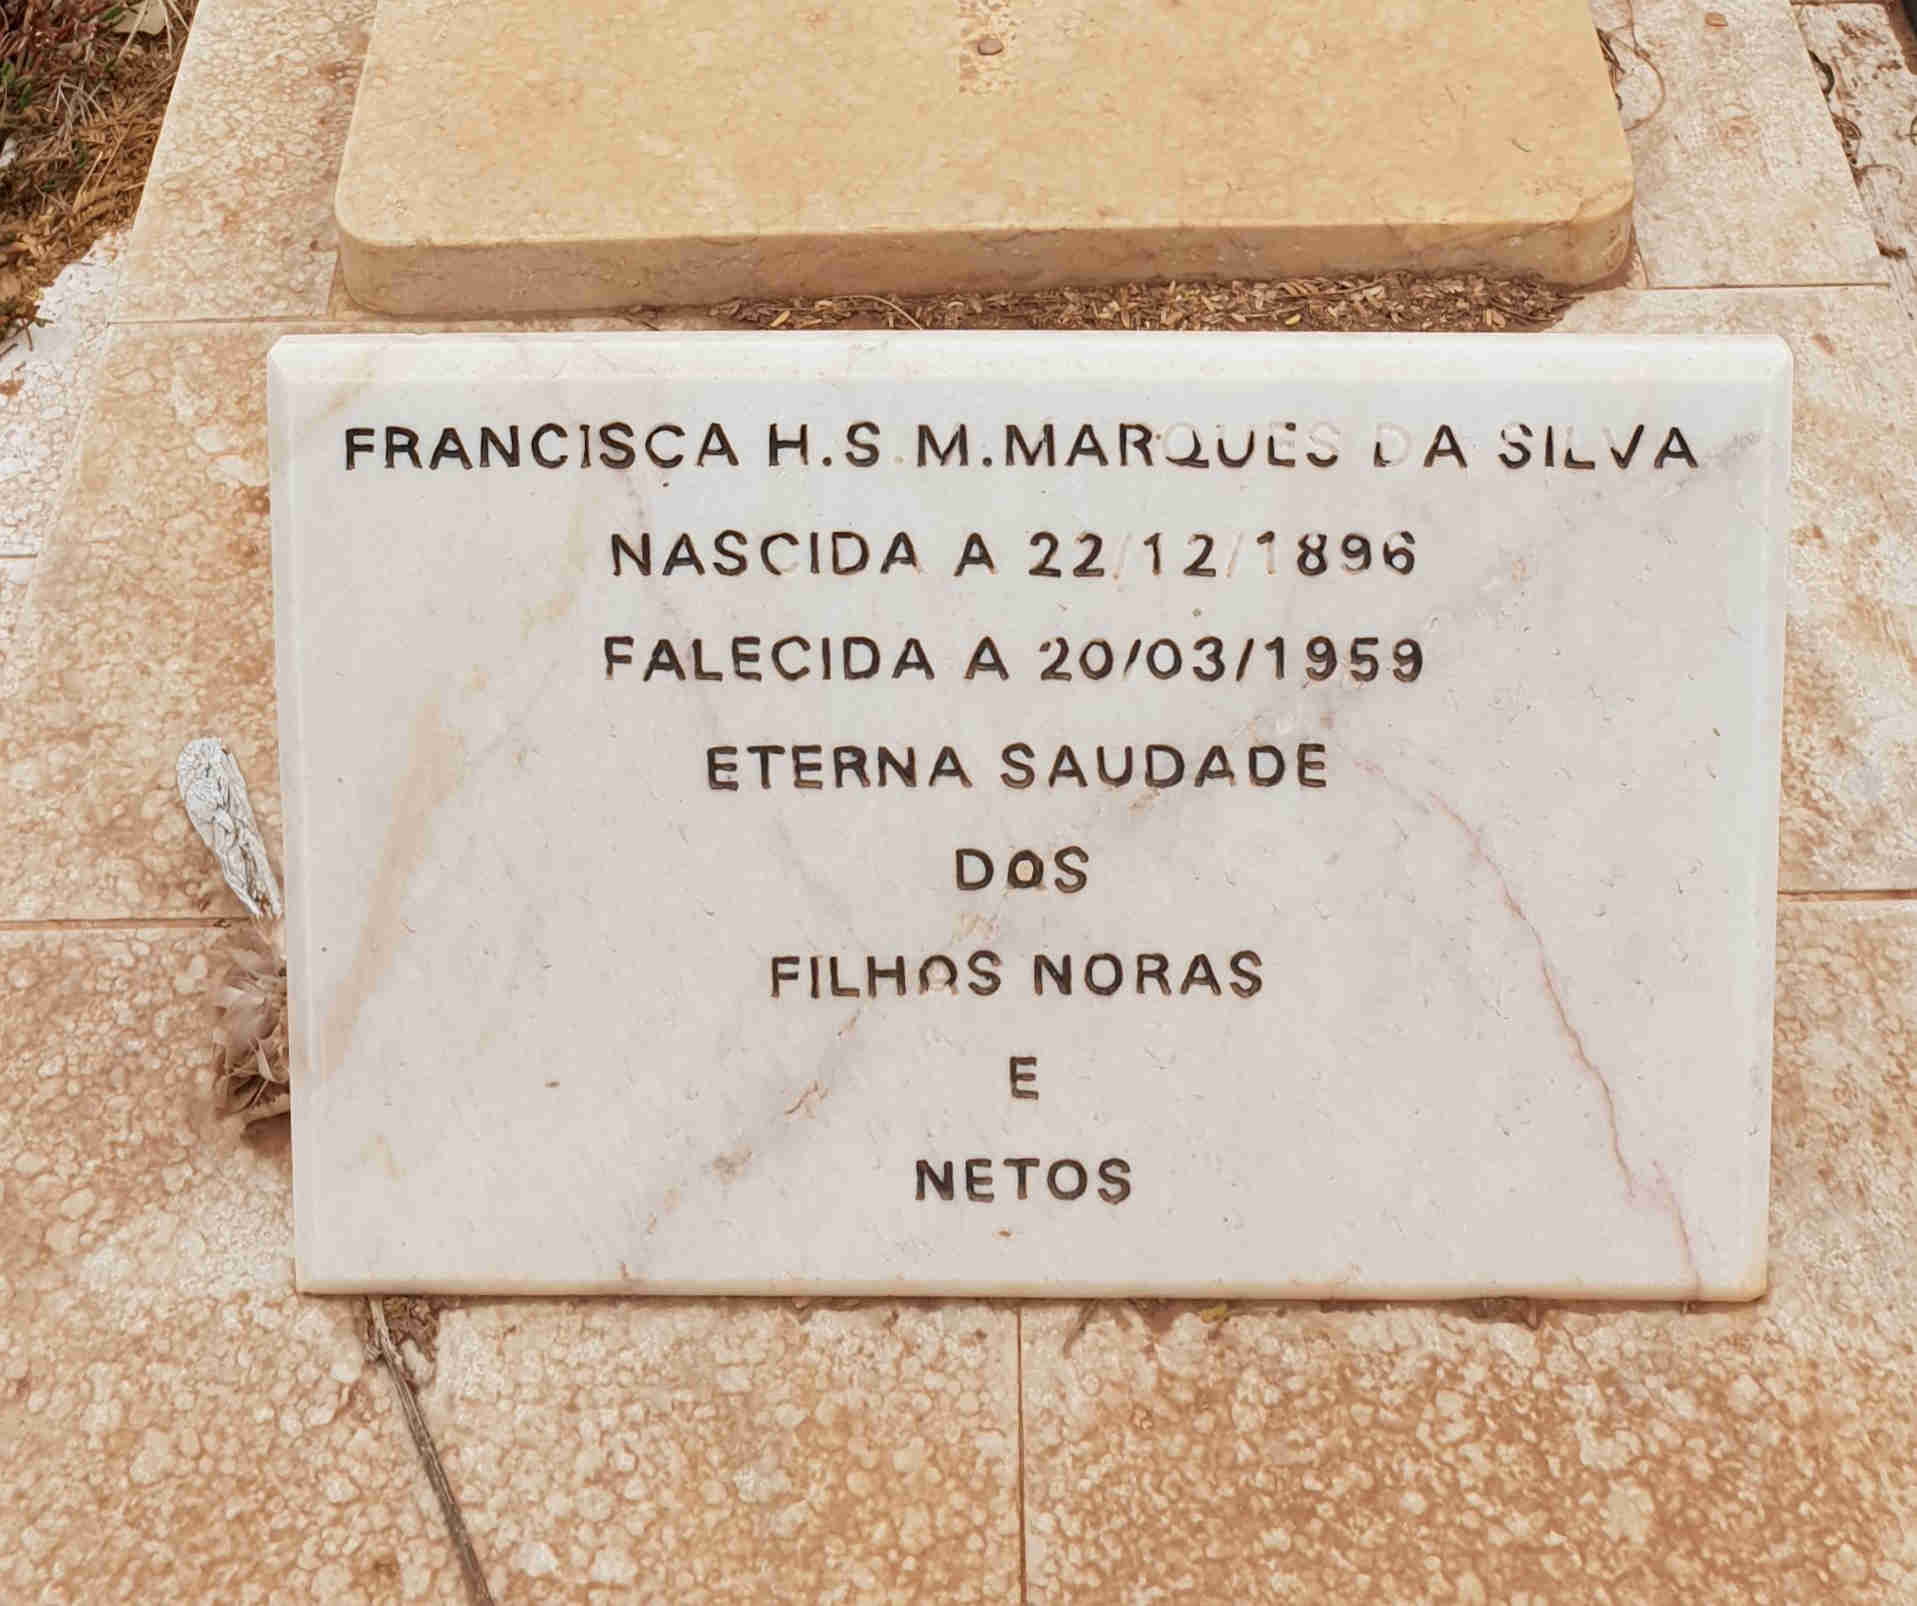 FRANCISCA H.S.M.MARQUES DA SILVA
NASCIDA A 22/12/1896
FALECIDA A 20/03/1959
ETERNA SAUDADE
DOS
FILHOS NORAS
E
NETOS